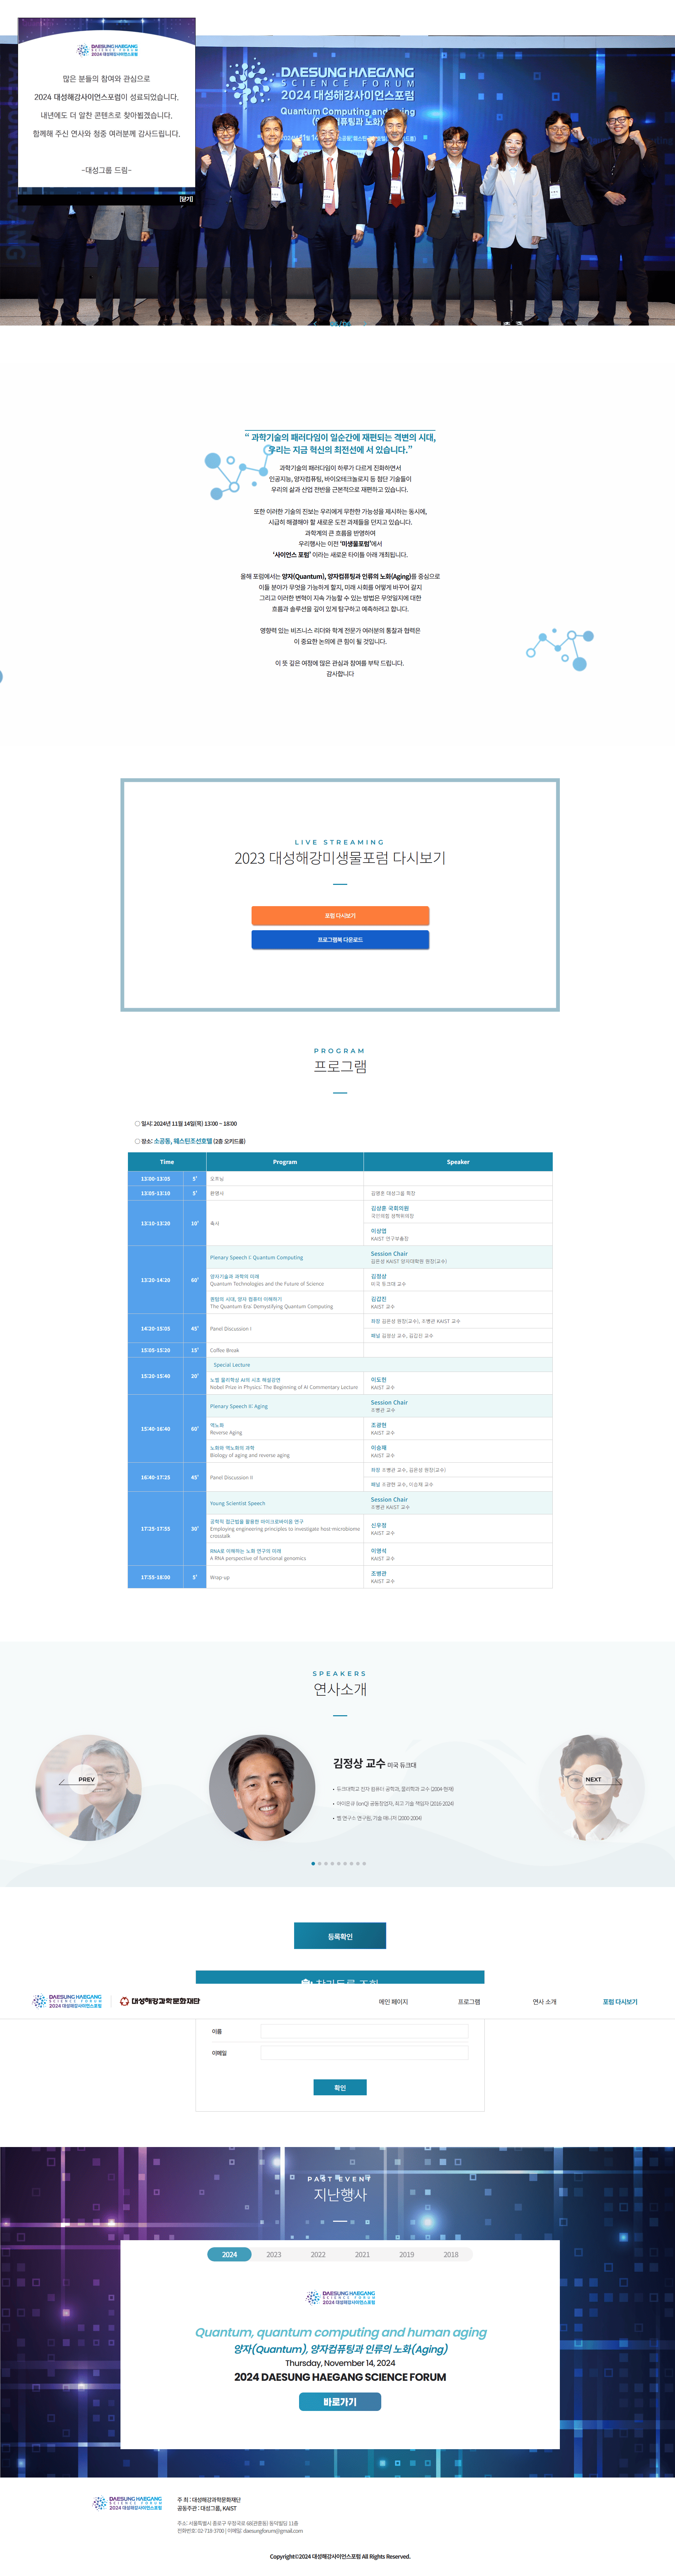 DAESUNG HAEGANG
SCIENCE FORUM
2024 대성해강사이언스포럼
많은 분들의 참여와 관심으로
2024 대성해강사이언스포럼이 성료되었습니다.
내년에도 더 알찬 콘텐츠로 찾아뵙겠습니다.
함께해 주신 연사와 청중 여러분께 감사드립니다.
-대성그룹 드림-
[닫기]
DAESUNG HAEGANG
SCIENCE FORUM
2024 대성해강사이언스포럼
Quantum Computing and
“ 과학기술의 패러다임이 일순간에 재편되는 격변의 시대,
우리는 지금 혁신의 최전선에 서 있습니다.”
과학기술의 패러다임이 하루가 다르게 진화하면서
인공지능, 양자컴퓨팅, 바이오테크놀로지 등 첨단 기술들이
우리의 삶과 산업 전반을 근본적으로 재편하고 있습니다.
또한 이러한 기술의 진보는 우리에게 무한한 가능성을 제시하는 동시에,
시급히 해결해야 할 새로운 도전 과제들을 던지고 있습니다.
과학계의 큰 흐름을 반영하여
우리행사는 이전 ‘미생물포럼’에서
‘사이언스 포럼’ 이라는 새로운 타이틀 아래 개최됩니다.
올해 포럼에서는 양자(Quantum), 양자컴퓨팅과 인류의 노화(Aging)를 중심으로
이들 분야가 무엇을 가능하게 할지, 미래 사회를 어떻게 바꾸어 갈지
그리고 이러한 변혁이 지속 가능할 수 있는 방법은 무엇일지에 대한
흐름과 솔루션을 깊이 있게 탐구하고 예측하려고 합니다.
영향력 있는 비즈니스 리더와 학계 전문가 여러분의 통찰과 협력은
이 중요한 논의에 큰 힘이 될 것입니다.
이 뜻 깊은 여정에 많은 관심과 참여를 부탁 드립니다.
감사합니다
LIVE STREAMING
2023 대성해강미생물포럼 다시보기
포럼 다시보기
프로그램북 다운로드
PROGRAM
프로그램
○ 일시: 2024년 11월 14일(목) 13:00 ~ 18:00
○ 장소: 소공동, 웨스틴조선호텔 (2층 오키드룸)
Time Program Speaker
13:00-13:05 5' 오프닝
13:05-13:10 5' 환영사 김영훈 대성그룹 회장
13:10-13:20 10' 축사 김상훈 국회의원
국민의힘 정책위의장
이상엽
KAIST 연구부총장
13:20-14:20 60' Plenary Speech I: Quantum Computing Session Chair
김은성 KAIST 양자대학원 원장(교수)
양자기술과 과학의 미래 김정상
Quantum Technologies and the Future of Science 미국 듀크대 교수
퀀텀의 시대, 양자 컴퓨터 이해하기 김갑진
The Quantum Era: Demystifying Quantum Computing KAIST 교수
14:20-15:05 45' Panel Discussion I 좌장 김은성 원장(교수), 조병관 KAIST 교수
패널 김정상 교수, 김갑진 교수
15:05-15:20 15' Coffee Break
15:20-15:40 20' Special Lecture
노벨 물리학상 AI의 시초 해설강연 이도헌
Nobel Prize in Physics: The Beginning of AI Commentary Lecture KAIST 교수
15:40-16:40 60' Plenary Speech II: Aging Session Chair
조병관 교수
역노화 조광현
Reverse Aging KAIST 교수
노화와 역노화의 과학 이승재
Biology of aging and reverse aging KAIST 교수
16:40-17:25 45' Panel Discussion II 좌장 조병관 교수, 김은성 원장(교수)
패널 조광현 교수, 이승재 교수
17:25-17:55 30' Young Scientist Speech Session Chair
조병관 KAIST 교수
공학적 접근법을 활용한 마이크로바이옴 연구 신우정
Employing engineering principles to investigate host-microbiome KAIST 교수
crosstalk
RNA로 이해하는 노화 연구의 미래 이영석
A RNA perspective of functional genomics KAIST 교수
17:55-18:00 5' Wrap-up 조병관
KAIST 교수
SPEAKERS
연사소개
PREV
김정상 교수 미국 듀크대
• 듀크대학교 전자 컴퓨터 공학과, 물리학과 교수 (2004-현재)
• 아이온큐 IonQ) 공동창업자, 최고 기술 책임자 (2016-2024)
• 벨 연구소 연구원, 기술 매니저 (2000-2004)
NEXT
등록확인
참가등록 조회
DAESUNG HAEGANG
SCIENCE FORUM
2024 대성해강사이언스포럼
대성해강과학문화재단
메인 페이지
프로그램
연사 소개
포럼 다시보기
이름
이메일
확인
PAST EVENT
지난행사
2024 2023 2022 2021 2019 2018
DAESUNG HAEGANG
SCIENCE FORUM
2024 대성해강사이언스포럼
Quantum, quantum computing and human aging
양자(Quantum), 양자컴퓨팅과 인류의 노화(Aging)
Thursday, November 14, 2024
2024 DAESUNG HAEGANG SCIENCE FORUM
바로가기
DAESUNG HAEGANG
SCIENCE FORUM
2024 대성해강사이언스포럼
주 최 : 대성해강과학문화재단
공동주관 : 대성그룹, KAIST
주소: 서울특별시 종로구 우정국로 68(관훈동) 동덕빌딩 11층
전화번호: 02-718-3700 | 이메일: daesungforum@gmail.com
Copyright©2024 대성해강사이언스포럼 All Rights Reserved.